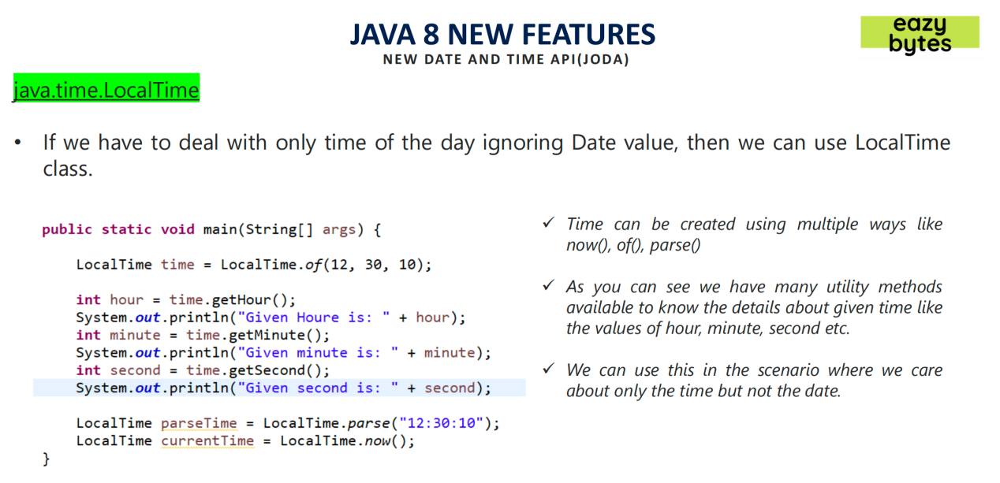 JAVA 8 NEW FEATURES
NEW DATE AND TIME API(JODA)
eazy
bytes
java.time.LocalTime
• If we have to deal with only time of the day ignoring Date value, then we can use LocalTime
class.
public static void main(String[] args) {
LocalTime time = LocalTime.of(12, 30, 10);
int hour = time.getHour();
System.out.println("Given Houre is: " + hour);
int minute = time.getMinute();
System.out.println("Given minute is: " + minute);
int second = time.getSecond();
System.out.println("Given second is: " + second);
LocalTime parseTime = LocalTime.parse("12:30:10");
LocalTime currentTime = LocalTime.now();
}
✓ Time can be created using multiple ways like
now(), of(), parse()
✓ As you can see we have many utility methods
available to know the details about given time like
the values of hour, minute, second etc.
✓ We can use this in the scenario where we care
about only the time but not the date.